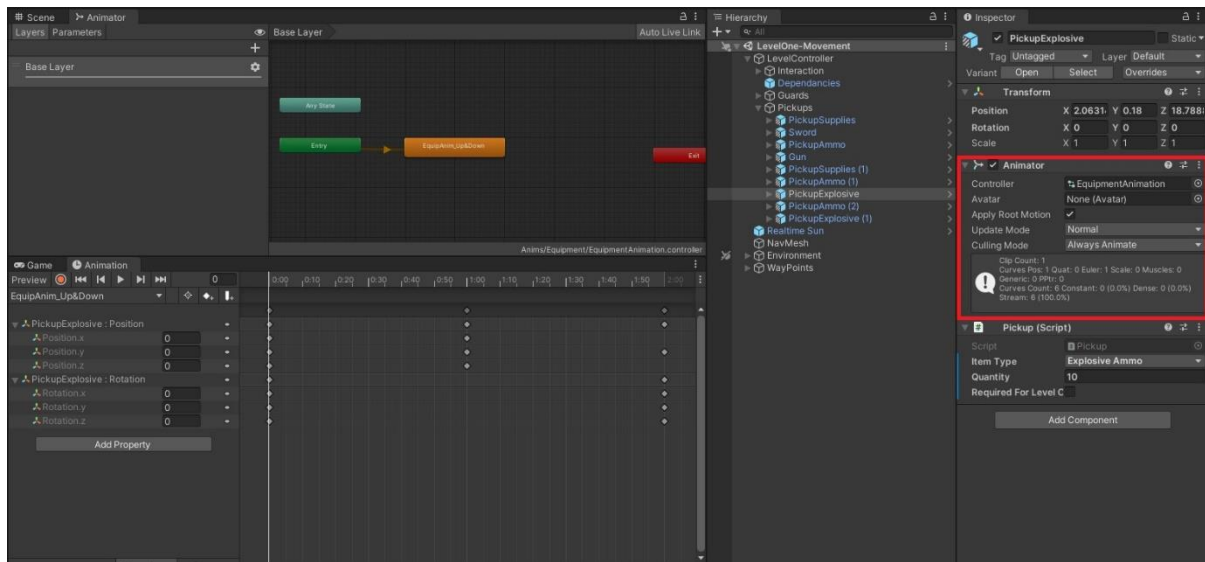 Scene Animator
Layers Parameters Base Layer Auto Live Link
Base Layer
Any State
Entry
EquipAnim_Up&Down
Exit
Anims/Equipment/EquipmentAnimation.controller
Game Animation
Preview 0
0:00 0:10 0:20 0:30 0:40 0:50 1:00 1:10 1:20 1:30 1:40 1:50 2:00
EquipAnim_Up&Down
PickupExplosive : Position
Position.x 0
Position.y 0
Position.z 0
PickupExplosive : Rotation
Rotation.x 0
Rotation.y 0
Rotation.z 0
Add Property
Hierarchy
All
LevelOne-Movement
LevelController
Interaction
Dependancies
Guards
Pickups
PickupSupplies
Sword
PickupAmmo
Gun
PickupSupplies (1)
PickupAmmo (1)
PickupExplosive
PickupAmmo (2)
PickupExplosive (1)
Realtime Sun
NavMesh
Environment
WayPoints
Inspector
PickupExplosive Static
Tag Untagged Layer Default
Variant Open Select Overrides
Transform
Position X 2.0631 Y 0.18 Z 18.788
Rotation X 0 Y 0 Z 0
Scale X 1 Y 1 Z 1
Animator
Controller EquipmentAnimation
Avatar None (Avatar)
Apply Root Motion
Update Mode Normal
Culling Mode Always Animate
Clip Count: 1
Curves Pos: 1 Quat: 0 Euler: 1 Scale: 0 Muscles: 0
Generic: 0 PPtr: 0
Curves Count: 6 Constant: 0 (0.0%) Dense: 0 (0.0%)
Stream: 6 (100.0%)
Pickup (Script)
Script Pickup
Item Type Explosive Ammo
Quantity 10
Required For Level C
Add Component